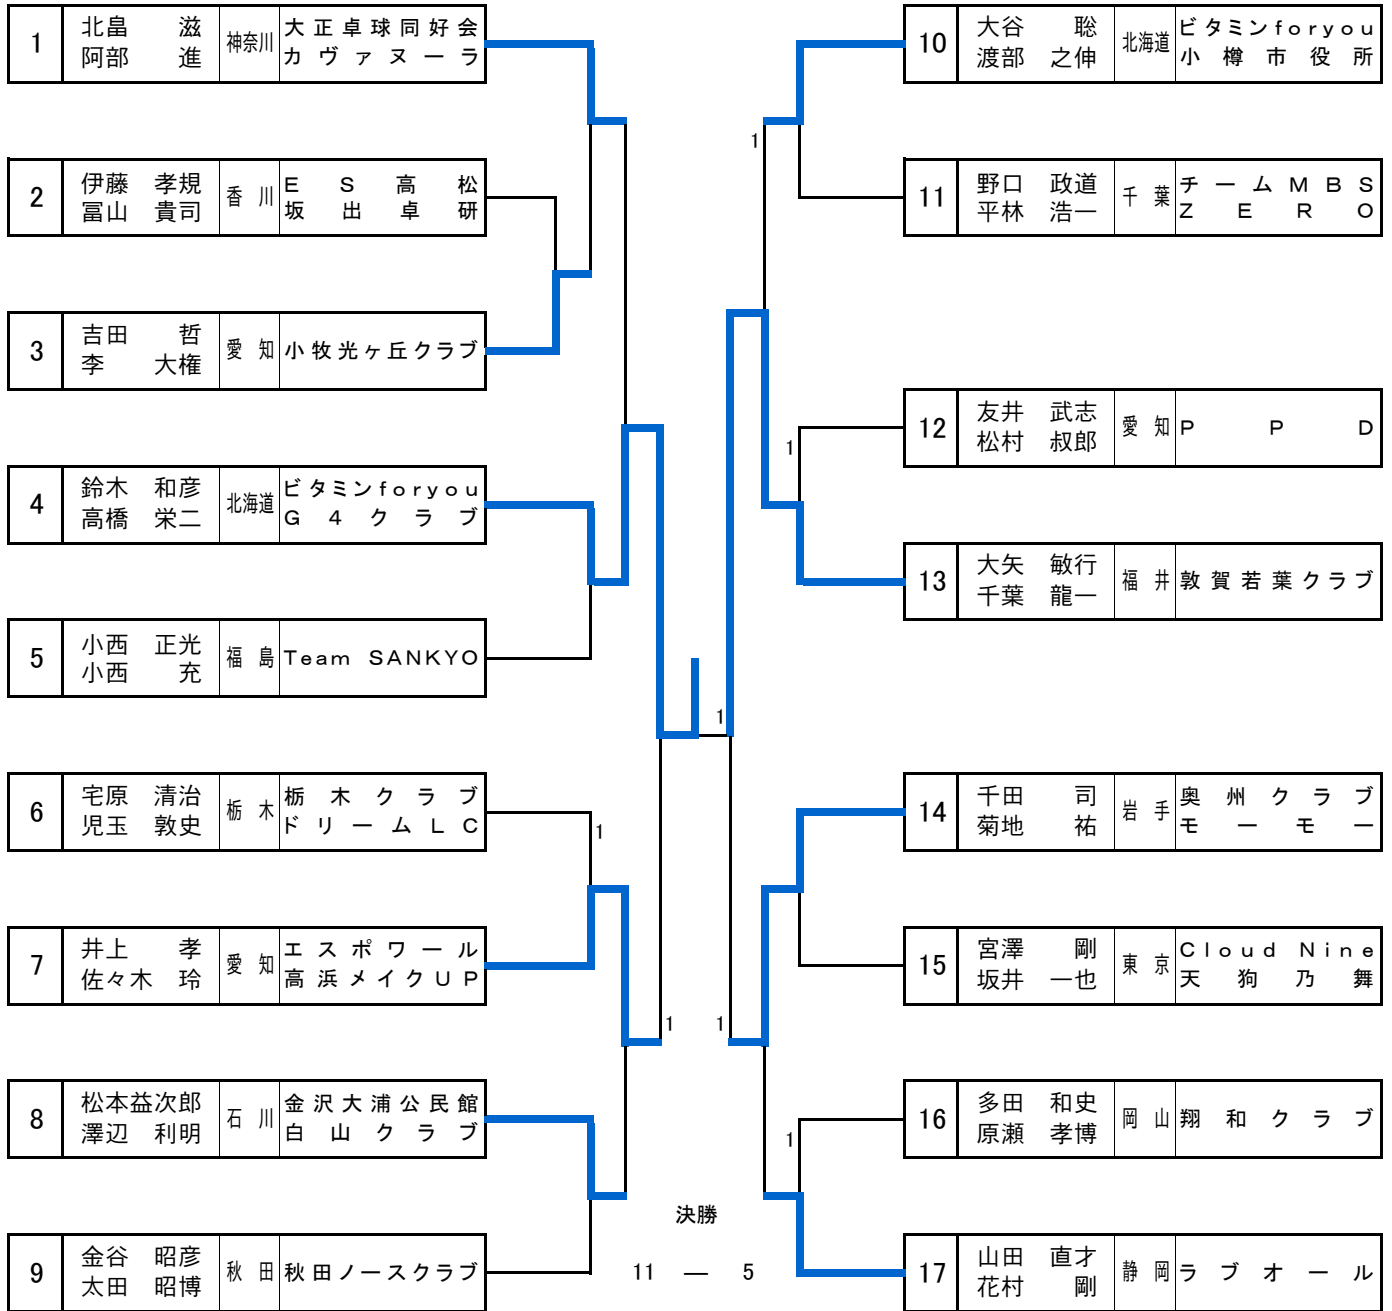 1 北畠 滋 神奈川 大正卓球同好会
阿部 進 カヴァヌーラ
2 伊藤 孝規 香川 ES高松
冨山 貴司 坂出卓研
3 吉田 哲 愛知 小牧光ヶ丘クラブ
李 大権
4 鈴木 和彦 北海道 ビタミンforyou
高橋 栄二 G4クラブ
5 小西 正光 福島 Team SANKYO
小西 充
6 宅原 清治 栃木 栃木クラブ
児玉 敦史 ドリームLC
1
7 井上 孝 愛知 エスポワール
佐々木 玲 高浜メイクUP
1
8 松本益次郎 石川 金沢大浦公民館
澤辺 利明 白山クラブ
9 金谷 昭彦 秋田 秋田ノースクラブ
太田 昭博
10 大谷 聡 北海道 ビタミンforyou
渡部 之伸 小樽市役所
1
11 野口 政道 千葉 チームMBS
平林 浩一 ZERO
12 友井 武志 愛知 PPD
松村 叔郎
1
13 大矢 敏行 福井 敦賀若葉クラブ
千葉 龍一
1
14 千田 司 岩手 奥州クラブ
菊地 祐 モーモー
15 宮澤 剛 東京 Cloud Nine
坂井 一也 天狗乃舞
1
16 多田 和史 岡山 翔和クラブ
原瀬 孝博
1
17 山田 直才 静岡 ラブオール
花村 剛
決勝
11 — 5